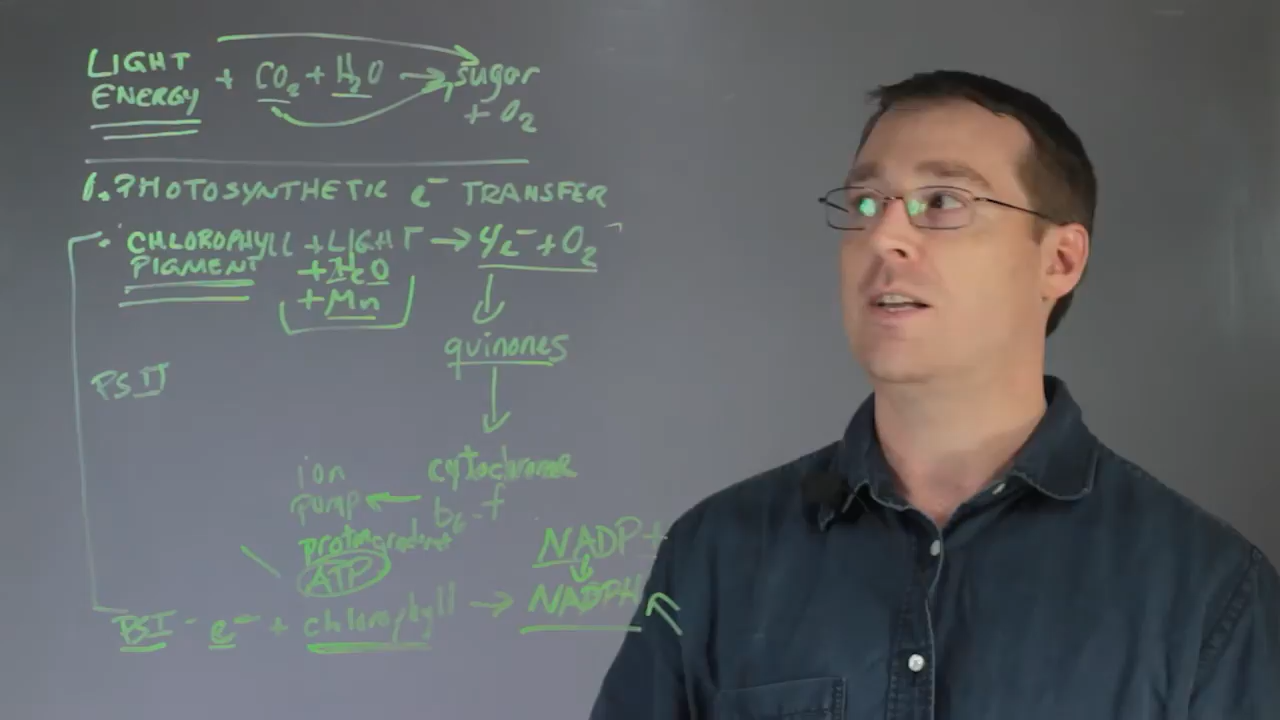 LIGHT ENERGY + CO₂ + H₂O → sugar + O₂
1. PHOTOSYNTHETIC e⁻ TRANSFER
· CHLOROPHYLL + LIGHT → 4e⁻ + O₂
PIGMENT + H₂O
+ Mn
quinones
PS II
ion cytochrome
pump ← b₆-f
proton gradient
NADP+
ATP
PSI - e⁻ + chlorophyll → NADPH